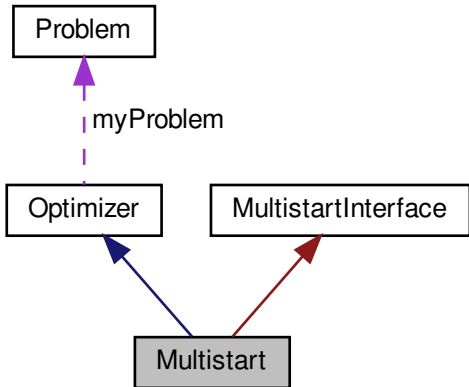 Problem
myProblem
Optimizer
MultistartInterface
Multistart